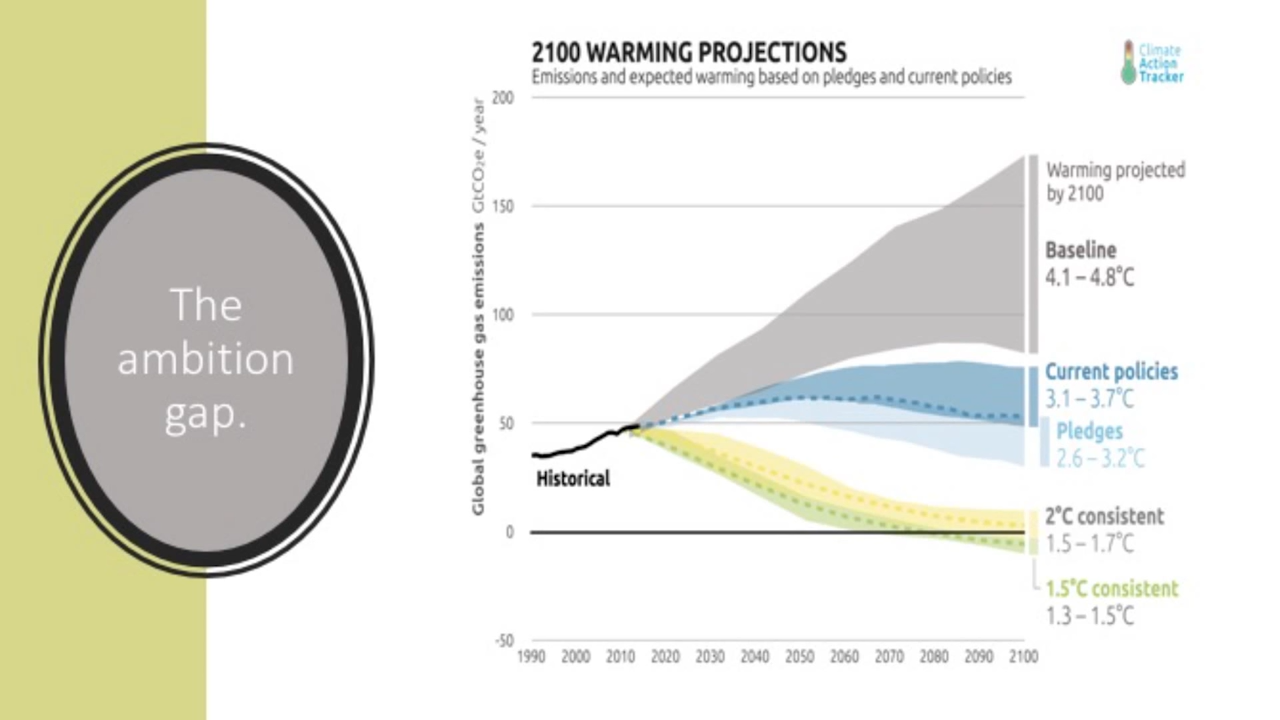 The
ambition
gap.
2100 WARMING PROJECTIONS
Emissions and expected warming based on pledges and current policies
Climate
Action
Tracker
Global greenhouse gas emissions GtCO₂e / year
200
150
100
50
0
-50
Historical
Warming projected
by 2100
Baseline
4.1 – 4.8°C
Current policies
3.1 – 3.7°C
Pledges
2.6 – 3.2°C
2°C consistent
1.5 – 1.7°C
1.5°C consistent
1.3 – 1.5°C
1990 2000 2010 2020 2030 2040 2050 2060 2070 2080 2090 2100